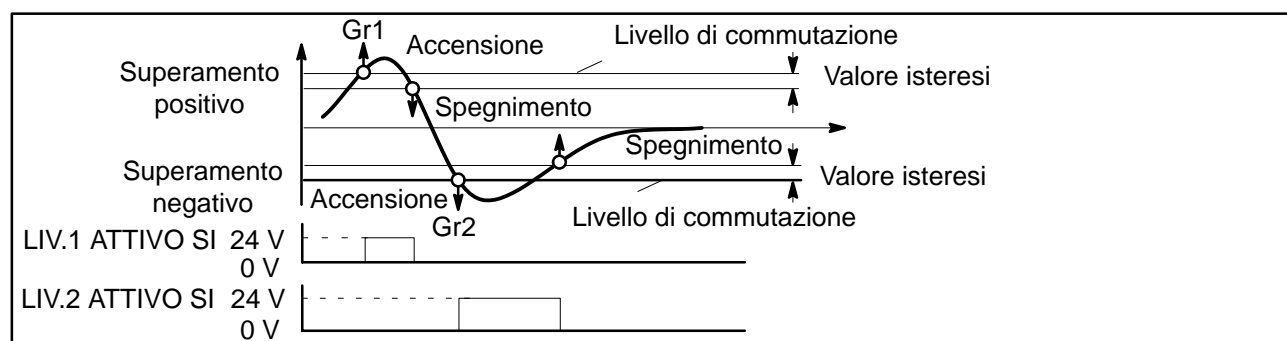 Gr1
Accensione
Livello di commutazione
Superamento
positivo
Valore isteresi
Spegnimento
Spegnimento
Superamento
negativo
Valore isteresi
Accensione
Gr2
Livello di commutazione
LIV.1 ATTIVO SI 24 V
0 V
LIV.2 ATTIVO SI 24 V
0 V